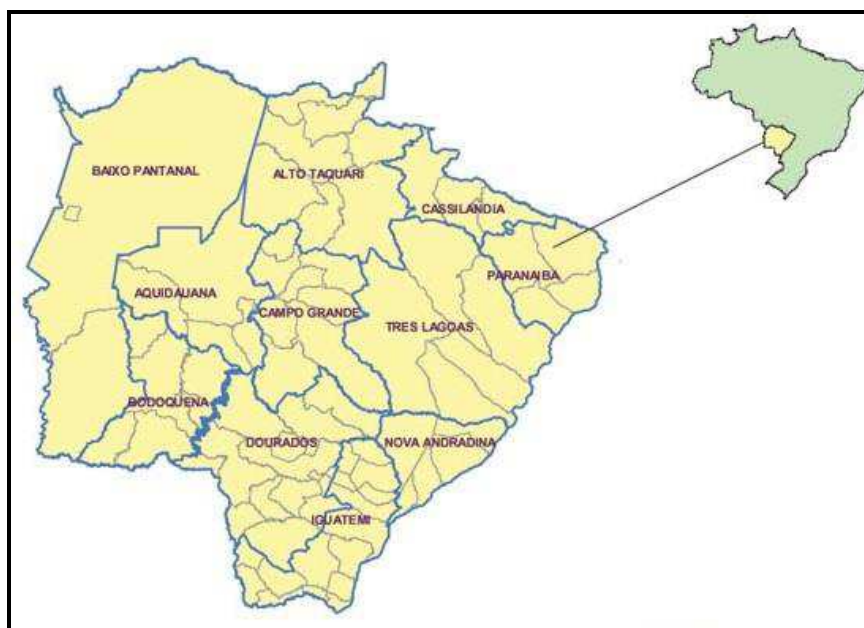 BAIXO PANTANAL
ALTO TAQUARI
CASSILANDIA
PARANAIBA
AQUIDAUANA
CAMPO GRANDE
TRES LAGOAS
BODOQUENA
DOURADOS
NOVA ANDRADINA
IGUATEMI